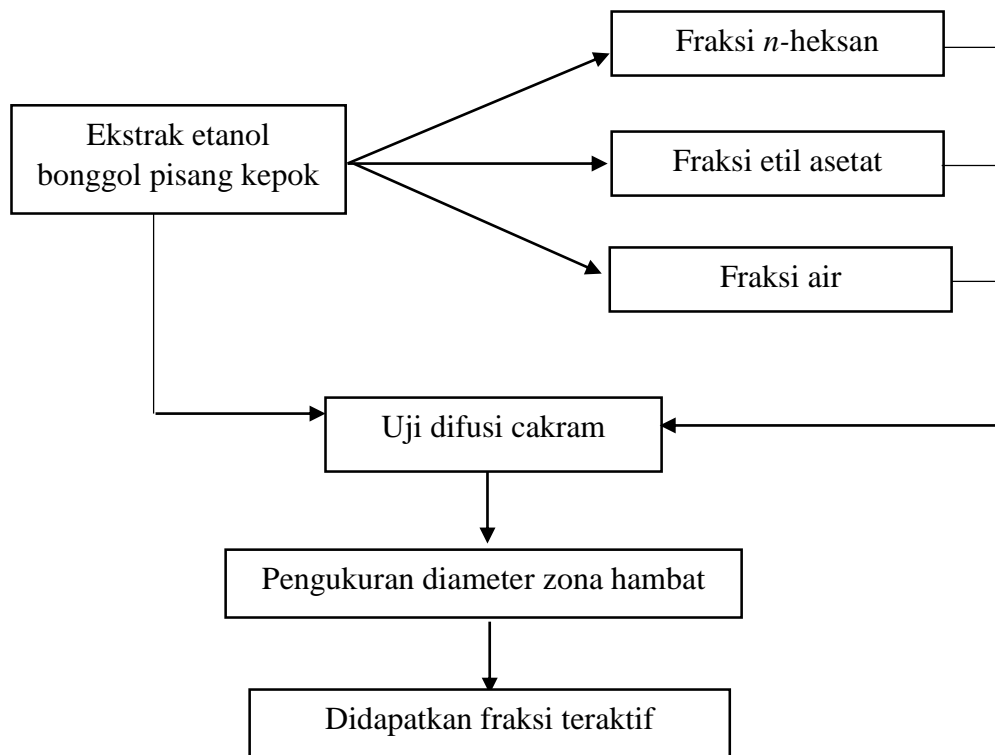 Fraksi n-heksan
Ekstrak etanol
bonggol pisang kepok
Fraksi etil asetat
Fraksi air
Uji difusi cakram
Pengukuran diameter zona hambat
Didapatkan fraksi teraktif